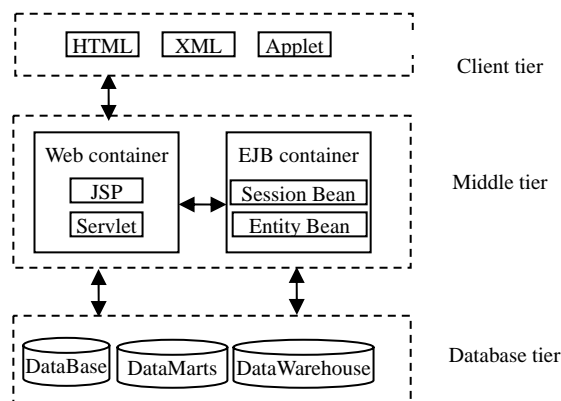 HTML XML Applet
Client tier
Web container EJB container
JSP Session Bean
Middle tier
Servlet Entity Bean
DataBase DataMarts DataWarehouse
Database tier